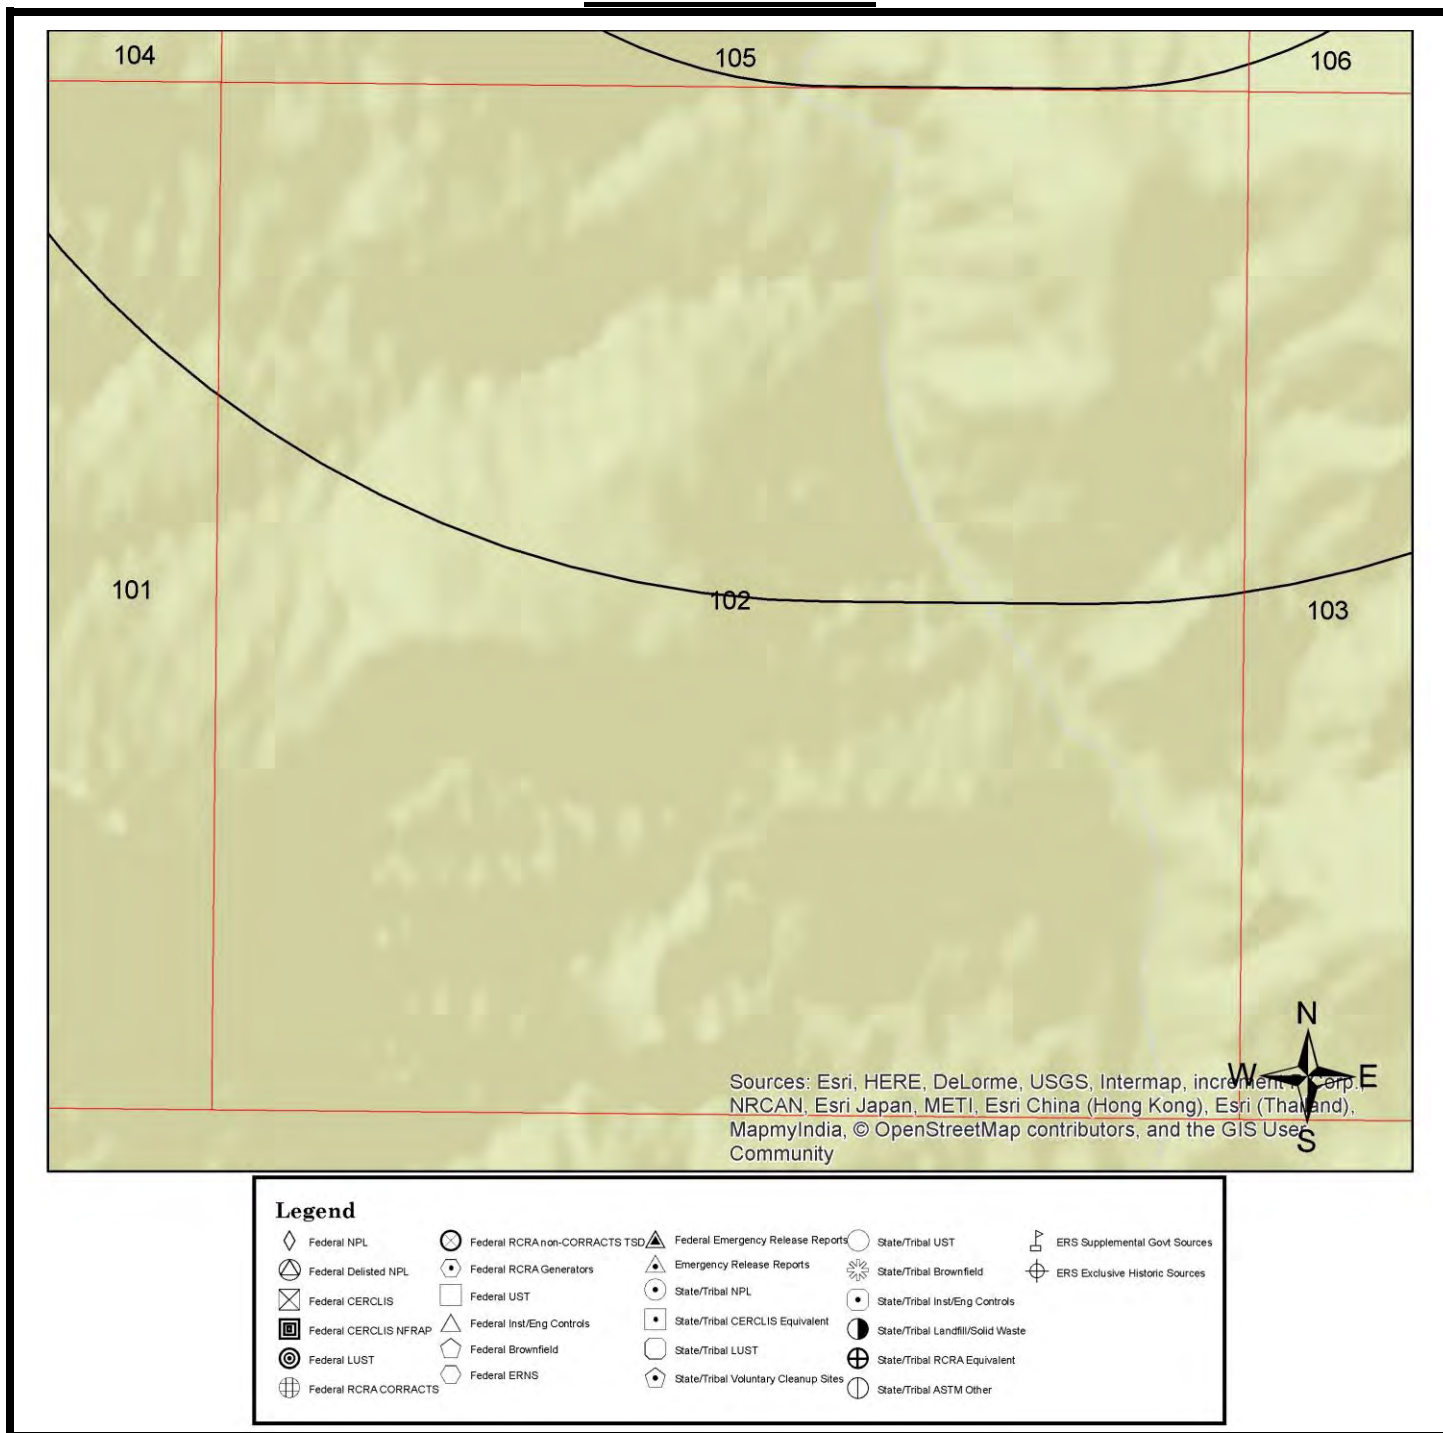 104
105
106
101
102
103
N
W
E
S
Sources: Esri, HERE, DeLorme, USGS, Intermap, increment P Corp.,
NRCAN, Esri Japan, METI, Esri China (Hong Kong), Esri (Thailand),
MapmyIndia, © OpenStreetMap contributors, and the GIS User
Community
Legend
Federal NPL
Federal Delisted NPL
Federal CERCLIS
Federal CERCLIS NFRAP
Federal LUST
Federal RCRA CORRACTS
Federal RCRA non-CORRACTS TSD
Federal RCRA Generators
Federal UST
Federal Inst/Eng Controls
Federal Brownfield
Federal ERNS
Federal Emergency Release Reports
Emergency Release Reports
State/Tribal NPL
State/Tribal CERCLIS Equivalent
State/Tribal LUST
State/Tribal Voluntary Cleanup Sites
State/Tribal UST
State/Tribal Brownfield
State/Tribal Inst/Eng Controls
State/Tribal Landfill/Solid Waste
State/Tribal RCRA Equivalent
State/Tribal ASTM Other
ERS Supplemental Govt Sources
ERS Exclusive Historic Sources